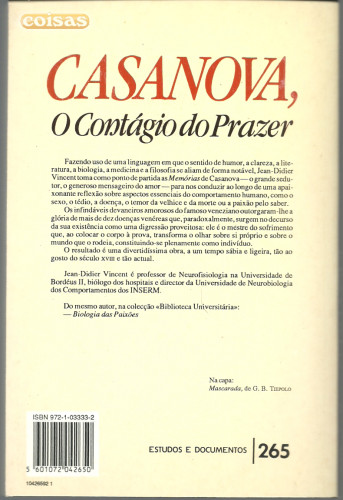 coisas
CASANOVA,
O Contágio do Prazer
Fazendo uso de uma linguagem em que o sentido de humor, a clareza, a lite-
ratura, a biologia, a medicina e a filosofia se aliam de forma notável, Jean-Didier
Vincent toma como ponto de partida as Memórias de Casanova — o grande sedu-
tor, o generoso mensageiro do amor — para nos conduzir ao longo de uma apai-
xonante reflexão sobre aspectos essenciais do comportamento humano, como o
sexo, o tédio, a doença, o temor da velhice e da morte ou a paixão pelo saber.
Os infindáveis devaneios amorosos do famoso veneziano outorgaram-lhe a
glória de mais de dez doenças venéreas que, paradoxalmente, surgem no decurso
da sua existência como uma digressão proveitosa: ele é o mestre do sofrimento
que, ao colocar o corpo à prova, transforma o olhar sobre si próprio e sobre o
mundo que o rodeia, constituindo-se plenamente como indivíduo.
O resultado é uma divertidíssima obra, a um tempo sábia e ligeira, tão ao
gosto do século XVIII e tão actual.
Jean-Didier Vincent é professor de Neurofisiologia na Universidade de
Bordéus II, biólogo dos hospitais e director da Universidade de Neurobiologia
dos Comportamentos dos INSERM.
Do mesmo autor, na colecção «Biblioteca Universitária»:
— Biologia das Paixões
Na capa:
Mascarada, de G. B. TIEPOLO
ISBN 972-1-03333-2
5601072042650
10426592 1
ESTUDOS E DOCUMENTOS 265